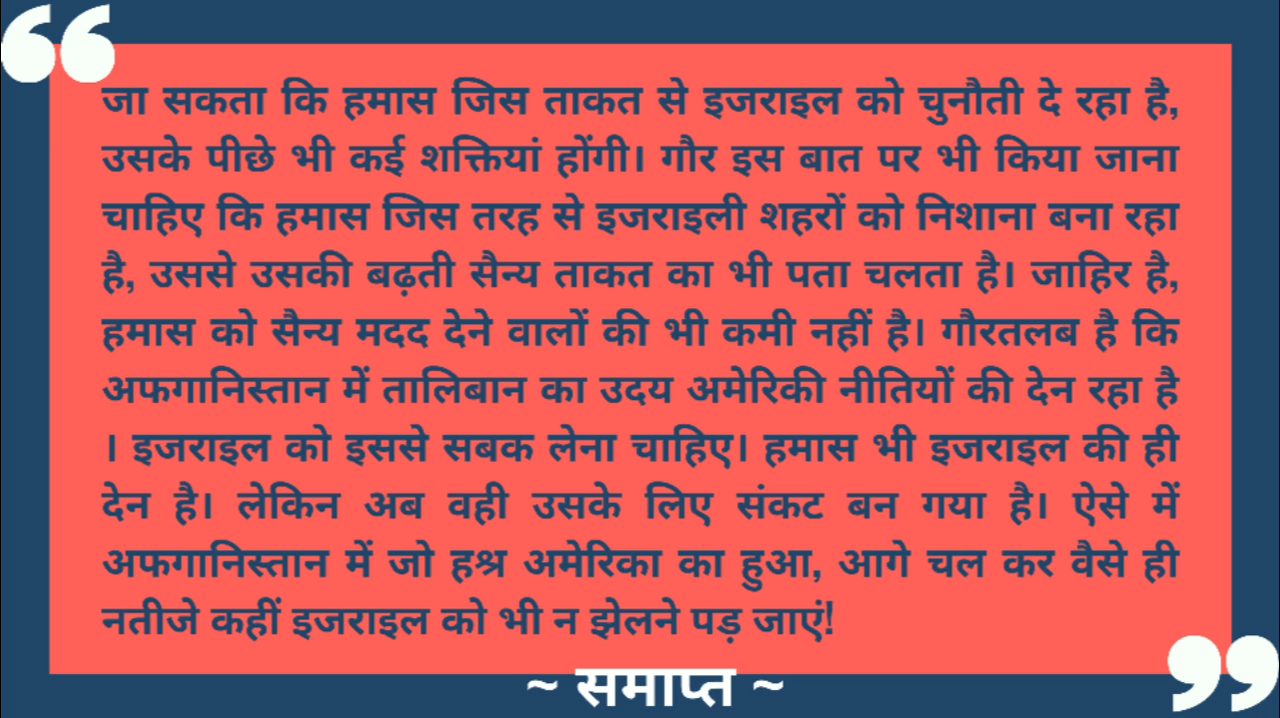 “
जा सकता कि हमास जिस ताकत से इजराइल को चुनौती दे रहा है,
उसके पीछे भी कई शक्तियां होंगी। गौर इस बात पर भी किया जाना
चाहिए कि हमास जिस तरह से इजराइली शहरों को निशाना बना रहा
है, उससे उसकी बढ़ती सैन्य ताकत का भी पता चलता है। जाहिर है,
हमास को सैन्य मदद देने वालों की भी कमी नहीं है। गौरतलब है कि
अफगानिस्तान में तालिबान का उदय अमेरिकी नीतियों की देन रहा है
। इजराइल को इससे सबक लेना चाहिए। हमास भी इजराइल की ही
देन है। लेकिन अब वही उसके लिए संकट बन गया है। ऐसे में
अफगानिस्तान में जो हश्र अमेरिका का हुआ, आगे चल कर वैसे ही
नतीजे कहीं इजराइल को भी न झेलने पड़ जाएं!
”
~ समाप्त ~